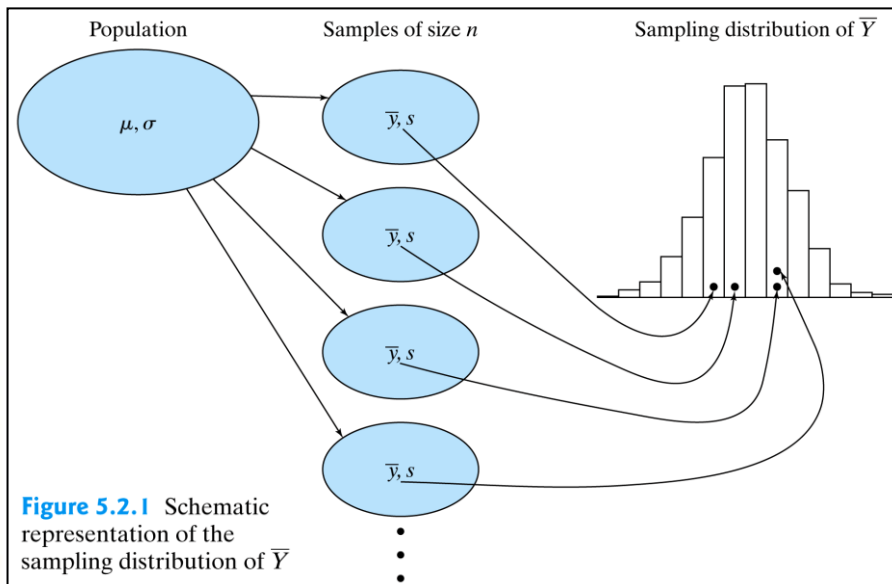 Population
Samples of size n
Sampling distribution of Y̅
μ, σ
y̅, s
y̅, s
y̅, s
y̅, s
Figure 5.2.1 Schematic
representation of the
sampling distribution of Y̅